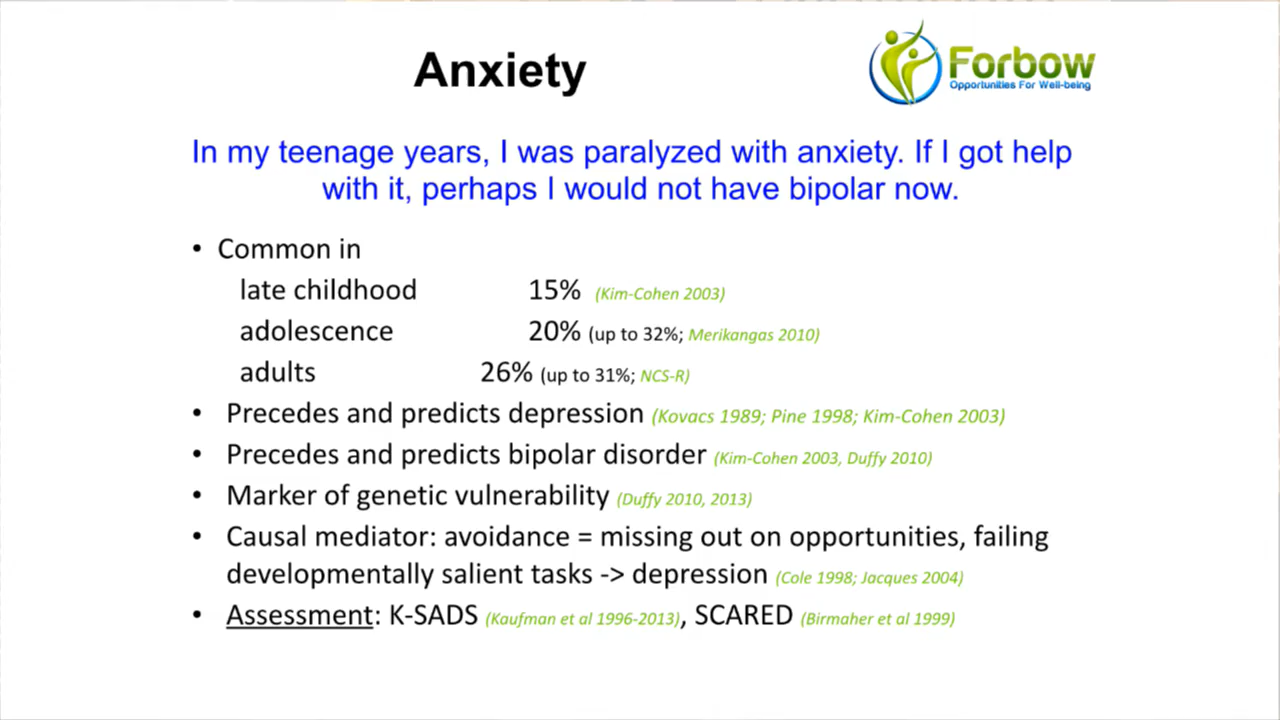 Anxiety
Forbow
Opportunities For Well-being
In my teenage years, I was paralyzed with anxiety. If I got help
with it, perhaps I would not have bipolar now.
• Common in
late childhood 15% (Kim-Cohen 2003)
adolescence 20% (up to 32%; Merikangas 2010)
adults 26% (up to 31%; NCS-R)
• Precedes and predicts depression (Kovacs 1989; Pine 1998; Kim-Cohen 2003)
• Precedes and predicts bipolar disorder (Kim-Cohen 2003, Duffy 2010)
• Marker of genetic vulnerability (Duffy 2010, 2013)
• Causal mediator: avoidance = missing out on opportunities, failing
developmentally salient tasks -> depression (Cole 1998; Jacques 2004)
• Assessment: K-SADS (Kaufman et al 1996-2013), SCARED (Birmaher et al 1999)